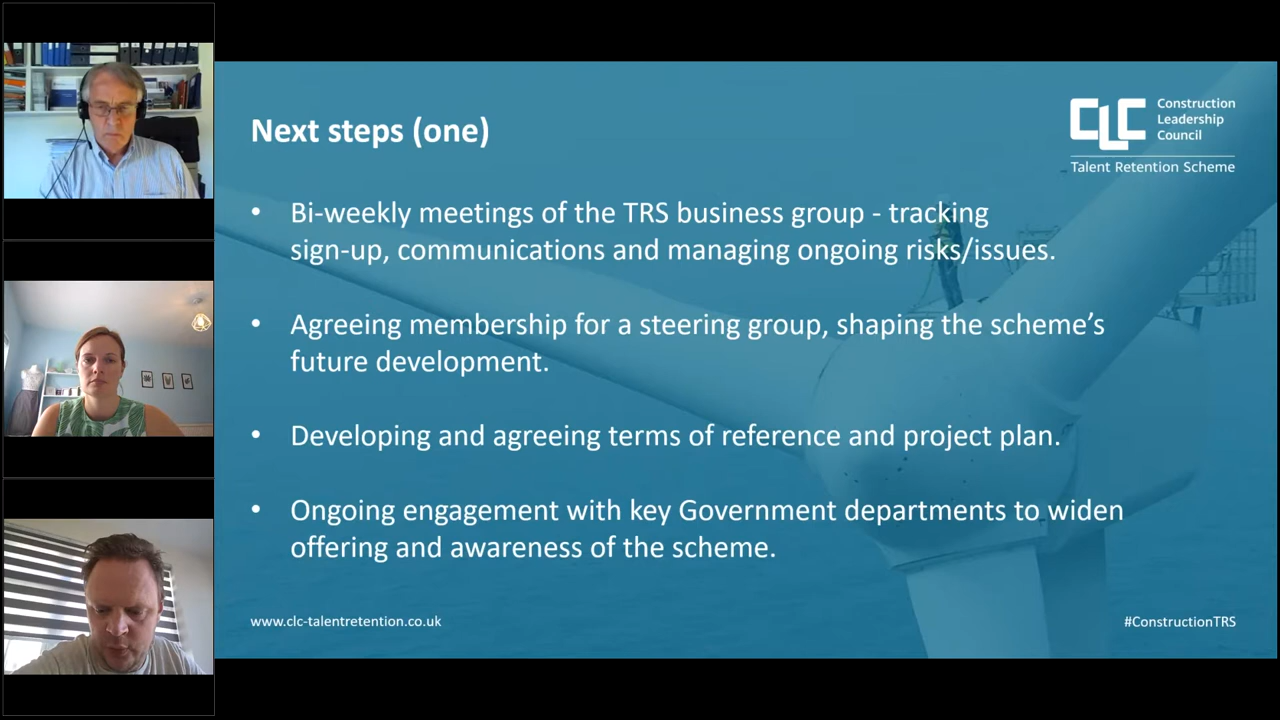 Next steps (one)
CLC Construction
Leadership
Council
Talent Retention Scheme
• Bi-weekly meetings of the TRS business group - tracking
sign-up, communications and managing ongoing risks/issues.
• Agreeing membership for a steering group, shaping the scheme’s
future development.
• Developing and agreeing terms of reference and project plan.
• Ongoing engagement with key Government departments to widen
offering and awareness of the scheme.
www.clc-talentretention.co.uk
#ConstructionTRS